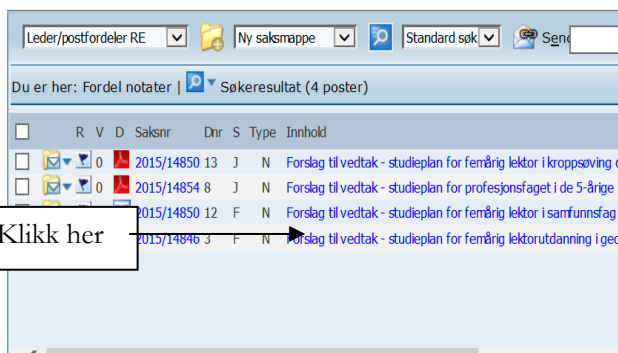 Leder/postfordeler RE Ny saksmappe Standard søk Send
Du er her: Fordel notater | Søkeresultat (4 poster)
R V D Saksnr Dnr S Type Innhold
0 2015/14850 13 J N Forslag til vedtak - studieplan for femårig lektor i kroppsøving
0 2015/14854 8 J N Forslag til vedtak - studieplan for profesjonsfaget i de 5-årige
2015/14850 12 F N Forslag til vedtak - studieplan for femårig lektor i samfunnsfag
Klikk her
2015/14846 3 F N Forslag til vedtak - studieplan for femårig lektorutdanning i geo